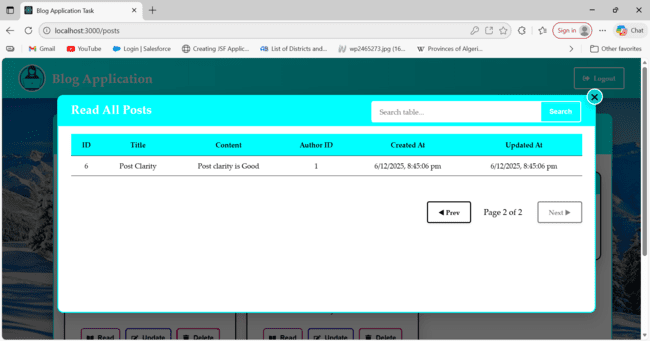 Blog Application Task
localhost:3000/posts
Sign in
Chat
Gmail
YouTube
Login | Salesforce
Creating JSF Applic...
List of Districts and...
wp2465273.jpg (16...
Provinces of Algeri...
Other favorites
Blog Application
Logout
Read All Posts
Search table...
Search
ID Title Content Author ID Created At Updated At
6 Post Clarity Post clarity is Good 1 6/12/2025, 8:45:06 pm 6/12/2025, 8:45:06 pm
Prev Page 2 of 2 Next
Read Update Delete Read Update Delete